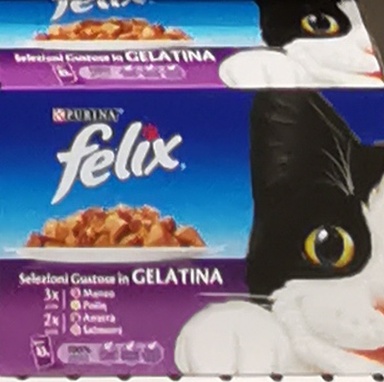 felix
Selezioni Gustose in GELATINA
PURINA
felix
Selezioni Gustose in GELATINA
3x Manzo
Pollo
2x Anatra
Salmone